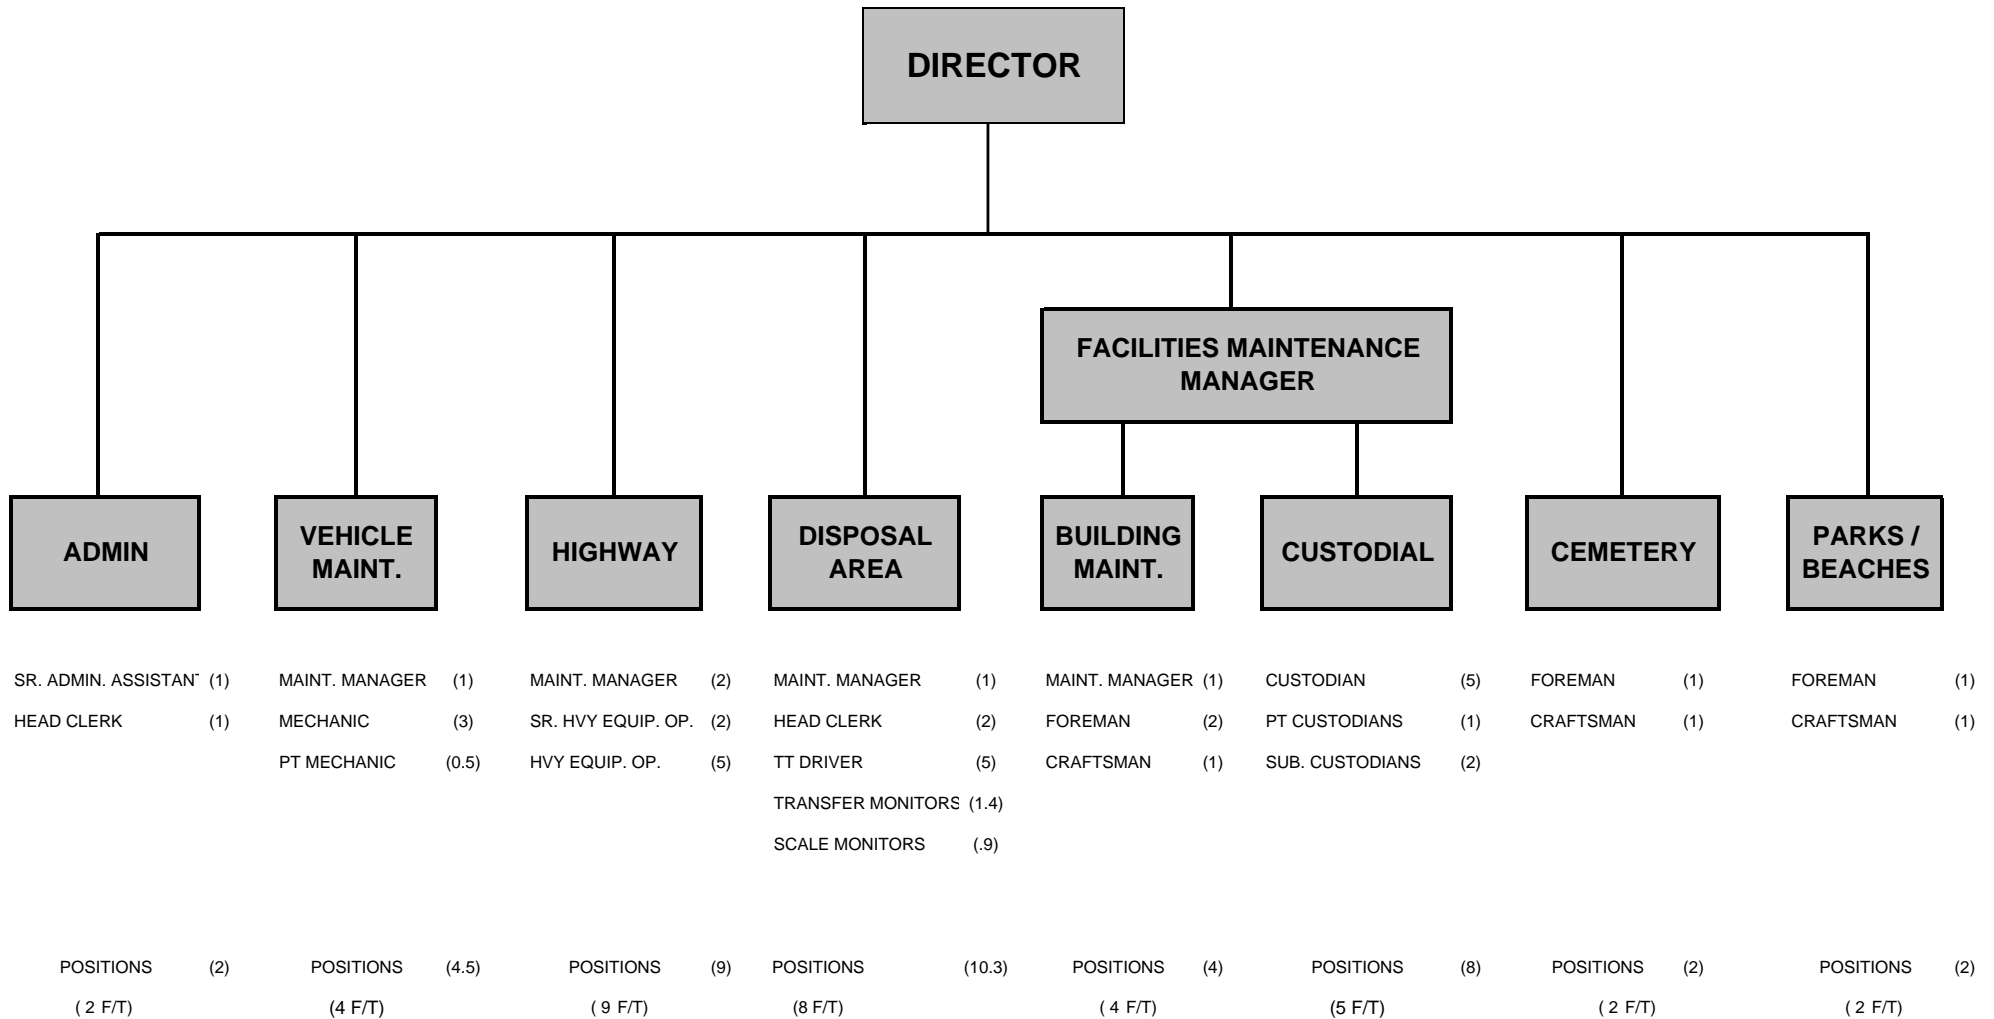 DIRECTOR
FACILITIES MAINTENANCE
MANAGER
ADMIN
VEHICLE
MAINT.
HIGHWAY
DISPOSAL
AREA
BUILDING
MAINT.
CUSTODIAL
CEMETERY
PARKS /
BEACHES
SR. ADMIN. ASSISTANT (1)
HEAD CLERK (1)
MAINT. MANAGER (1)
MECHANIC (3)
PT MECHANIC (0.5)
MAINT. MANAGER (2)
SR. HVY EQUIP. OP. (2)
HVY EQUIP. OP. (5)
MAINT. MANAGER (1)
HEAD CLERK (2)
TT DRIVER (5)
TRANSFER MONITORS (1.4)
SCALE MONITORS (.9)
MAINT. MANAGER (1)
FOREMAN (2)
CRAFTSMAN (1)
CUSTODIAN (5)
PT CUSTODIANS (1)
SUB. CUSTODIANS (2)
FOREMAN (1)
CRAFTSMAN (1)
FOREMAN (1)
CRAFTSMAN (1)
POSITIONS (2)
( 2 F/T)
POSITIONS (4.5)
(4 F/T)
POSITIONS (9)
( 9 F/T)
POSITIONS (10.3)
(8 F/T)
POSITIONS (4)
( 4 F/T)
POSITIONS (8)
(5 F/T)
POSITIONS (2)
( 2 F/T)
POSITIONS (2)
( 2 F/T)